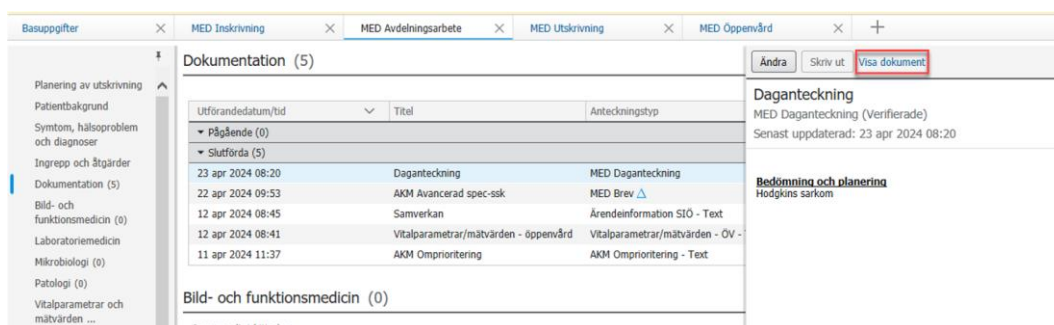 Basuppgifter
MED Inskrivning
MED Avdelningsarbete
MED Utskrivning
MED Öppenvård
Planering av utskrivning
Patientbakgrund
Symtom, hälsoproblem
och diagnoser
Ingrepp och åtgärder
Dokumentation (5)
Bild- och
funktionsmedicin (0)
Laboratoriemedicin
Mikrobiologi (0)
Patologi (0)
Vitalparametrar och
mätvärden ...
Dokumentation (5)
Utförandedatum/tid Titel Anteckningstyp
Pågående (0)
Slutförda (5)
23 apr 2024 08:20 Daganteckning MED Daganteckning
22 apr 2024 09:53 AKM Avancerad spec-ssk MED Brev
12 apr 2024 08:45 Samverkan Ärendeinformation SIÖ - Text
12 apr 2024 08:41 Vitalparametrar/mätvärden - öppenvård Vitalparametrar/mätvärden - ÖV -
11 apr 2024 11:37 AKM Omprioritering AKM Omprioritering - Text
Bild- och funktionsmedicin (0)
Ändra Skriv ut Visa dokument
Daganteckning
MED Daganteckning (Verifierade)
Senast uppdaterad: 23 apr 2024 08:20
Bedömning och planering
Hodgkins sarkom